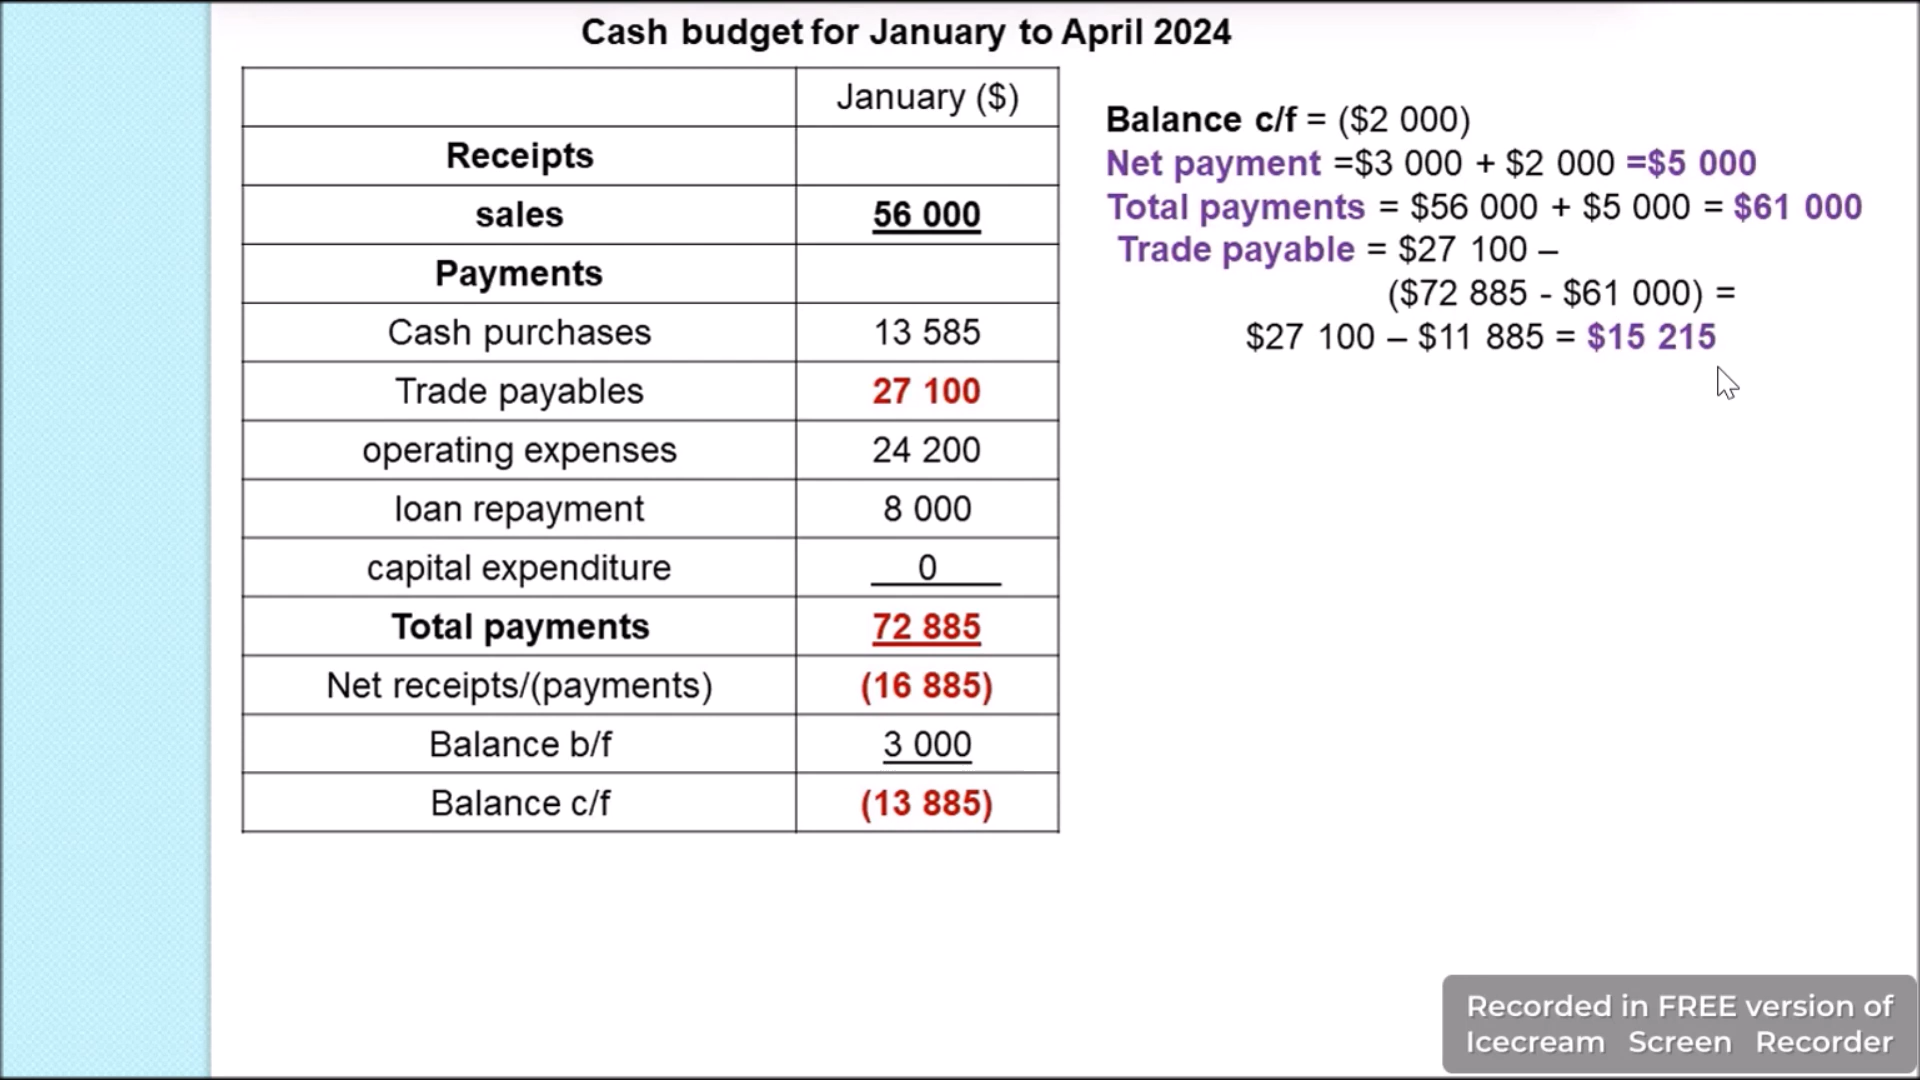 Cash budget for January to April 2024
January ($)
Receipts
sales 56 000
Payments
Cash purchases 13 585
Trade payables 27 100
operating expenses 24 200
loan repayment 8 000
capital expenditure 0
Total payments 72 885
Net receipts/(payments) (16 885)
Balance b/f 3 000
Balance c/f (13 885)
Balance c/f = ($2 000)
Net payment =$3 000 + $2 000 =$5 000
Total payments = $56 000 + $5 000 = $61 000
Trade payable = $27 100 –
($72 885 - $61 000) =
$27 100 – $11 885 = $15 215
Recorded in FREE version of
Icecream Screen Recorder